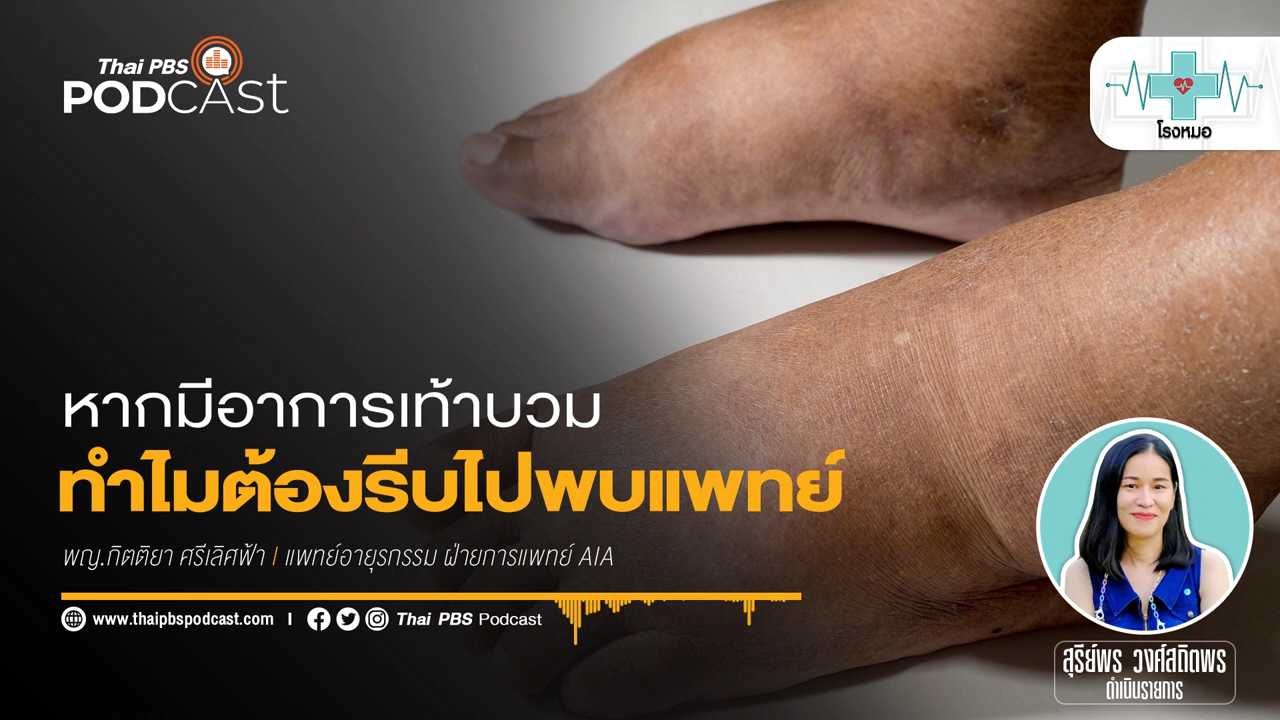 Thai PBS
PODCAST
โรงหมอ
หากมีอาการเท้าบวม
ทำไมต้องรีบไปพบแพทย์
พญ.กิตติยา ศรีเลิศฟ้า | แพทย์อายุรกรรม ฝ่ายการแพทย์ AIA
www.thaipbspodcast.com | Thai PBS Podcast
สุรีย์พร วงศ์สถิตพร
ดำเนินรายการ